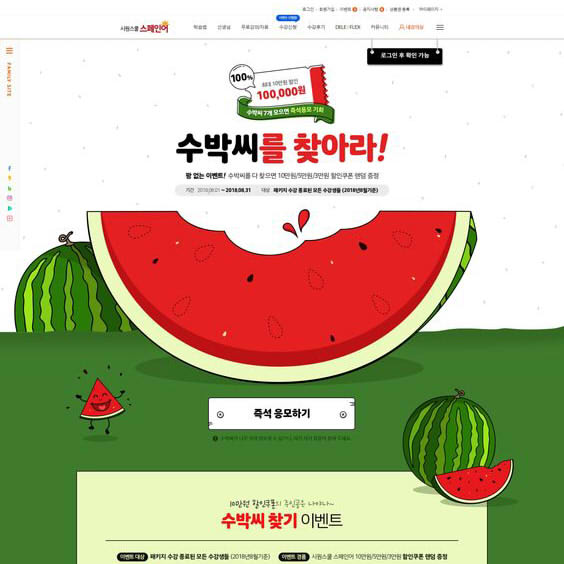 로그인 회원가입 이벤트 공지사항 상품권 등록 마이페이지
시원스쿨 스페인어
학습법 선생님 무료강의/자료 수강신청 수강후기 DELE | FLEX 커뮤니티 내강의실
로그인 후 확인 가능
FAMILY SITE
100%
최대 10만원 할인
100,000원
수박씨 7개 모으면 즉석응모 기회
수박씨를 찾아라!
꽝 없는 이벤트! 수박씨를 다 찾으면 10만원/5만원/3만원 할인쿠폰 랜덤 증정
기간 2018.08.01 ~ 2018.08.31 대상 패키지 수강 종료된 모든 수강생들 (2018년8월기준)
즉석 응모하기
10만원 할인쿠폰의 주인공은 나야나~
수박씨 찾기 이벤트
이벤트 대상 패키지 수강 종료된 모든 수강생들 (2018년8월기준) 이벤트 경품 시원스쿨 스페인어 10만원/5만원/3만원 할인쿠폰 랜덤 증정